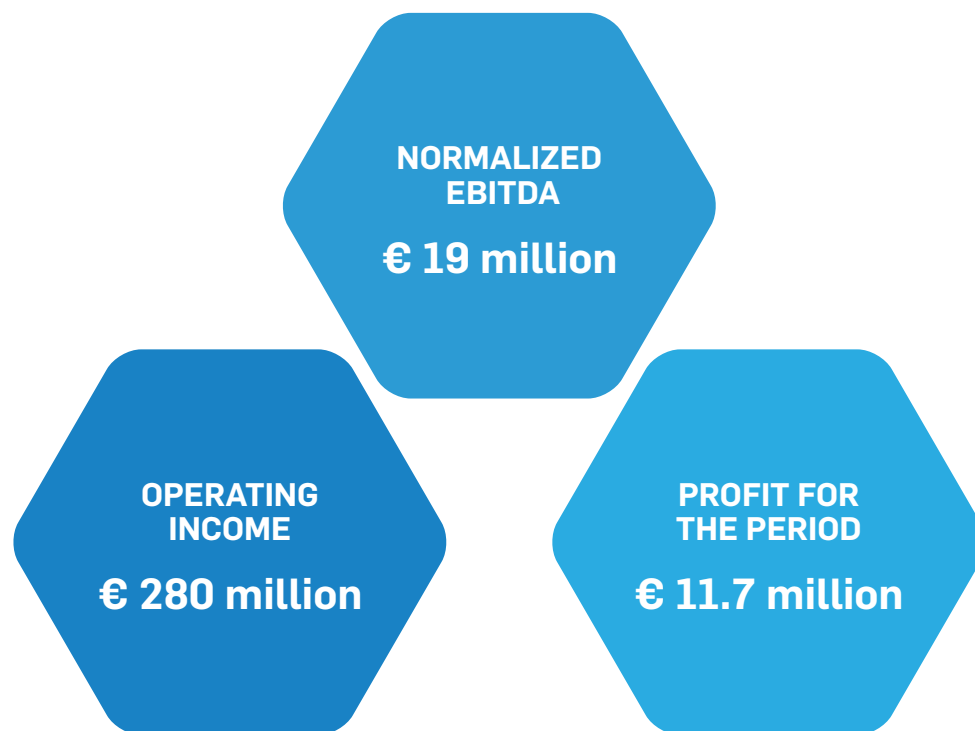 NORMALIZED
EBITDA
€ 19 million
OPERATING
INCOME
€ 280 million
PROFIT FOR
THE PERIOD
€ 11.7 million